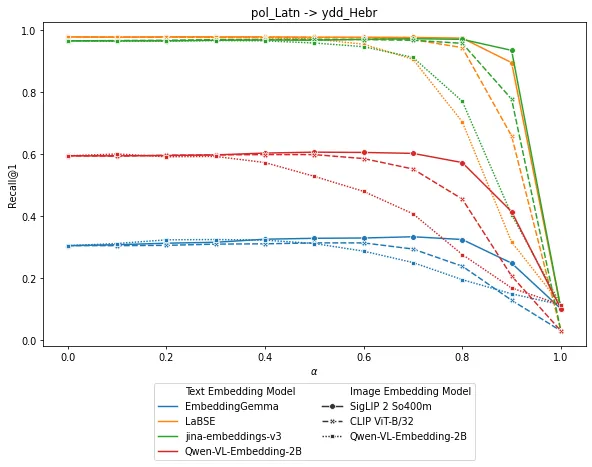 pol_Latn -> ydd_Hebr
Recall@1
1.0
0.8
0.6
0.4
0.2
0.0
0.0 0.2 0.4 0.6 0.8 1.0
α
Text Embedding Model
EmbeddingGemma
LaBSE
jina-embeddings-v3
Qwen-VL-Embedding-2B
Image Embedding Model
SigLIP 2 So400m
CLIP ViT-B/32
Qwen-VL-Embedding-2B